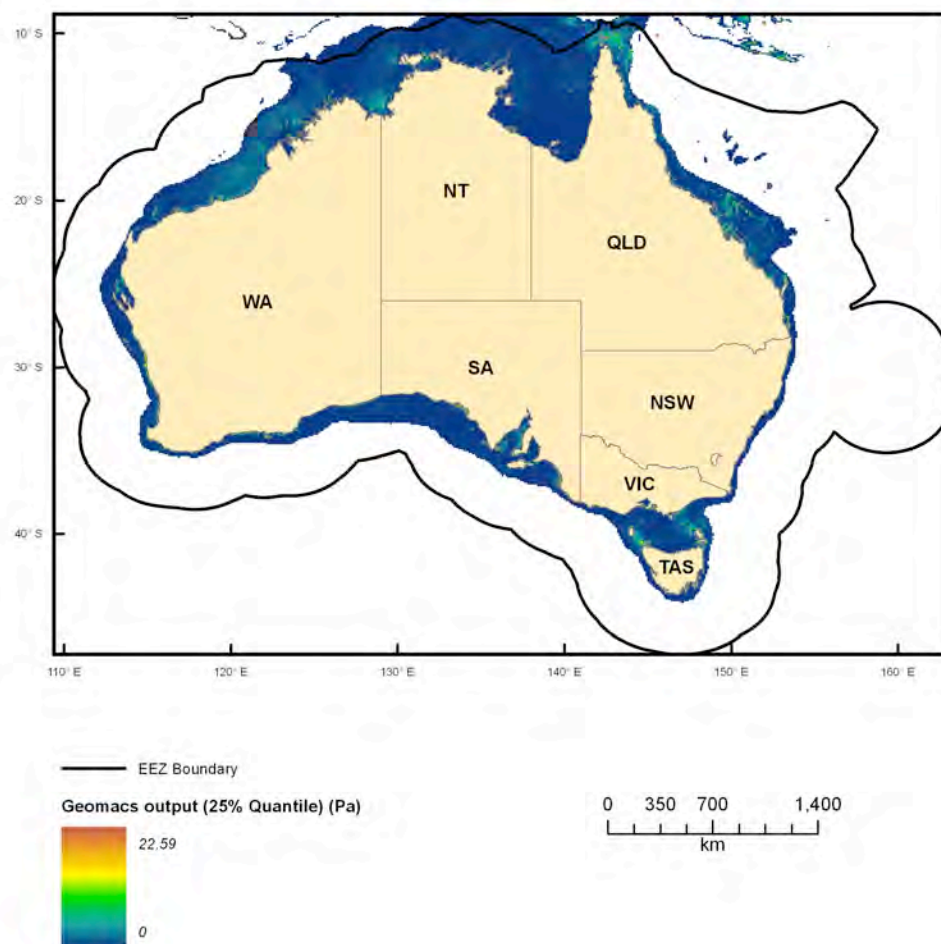 10° S
20° S
30° S
40° S
NT
QLD
WA
SA
NSW
VIC
TAS
110° E 120° E 130° E 140° E 150° E 160° E
EEZ Boundary
Geomacs output (25% Quantile) (Pa)
22.59
0
0 350 700 1,400
km